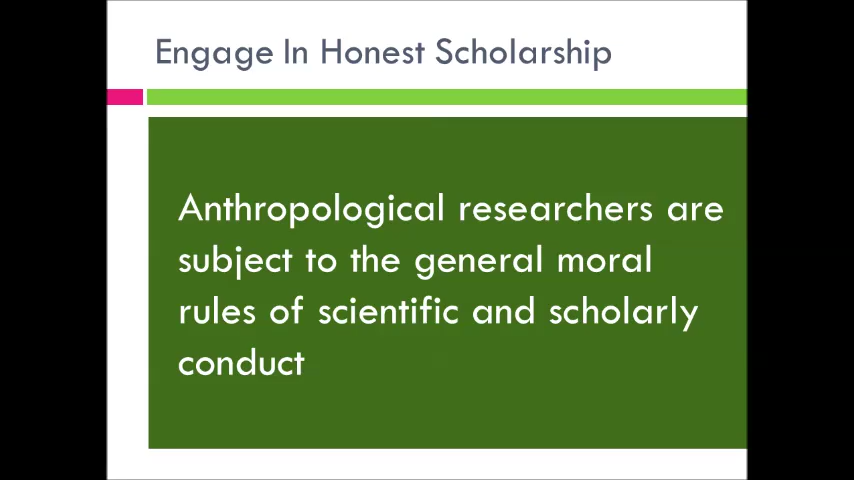 Engage In Honest Scholarship
Anthropological researchers are
subject to the general moral
rules of scientific and scholarly
conduct